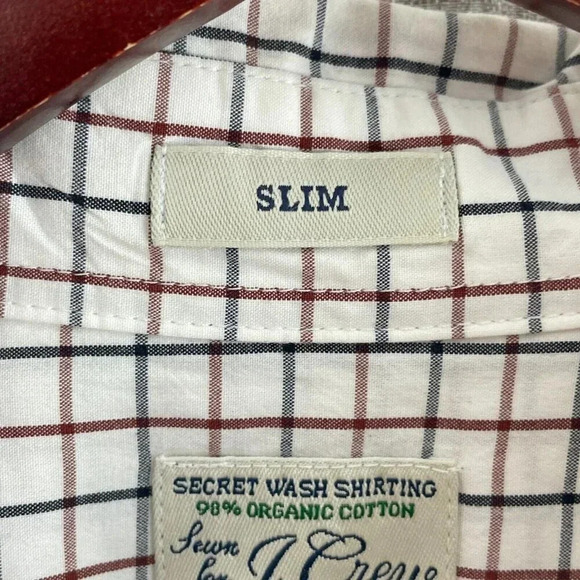 SLIM
SECRET WASH SHIRTING
98% ORGANIC COTTON
Sewn
for J.Crew